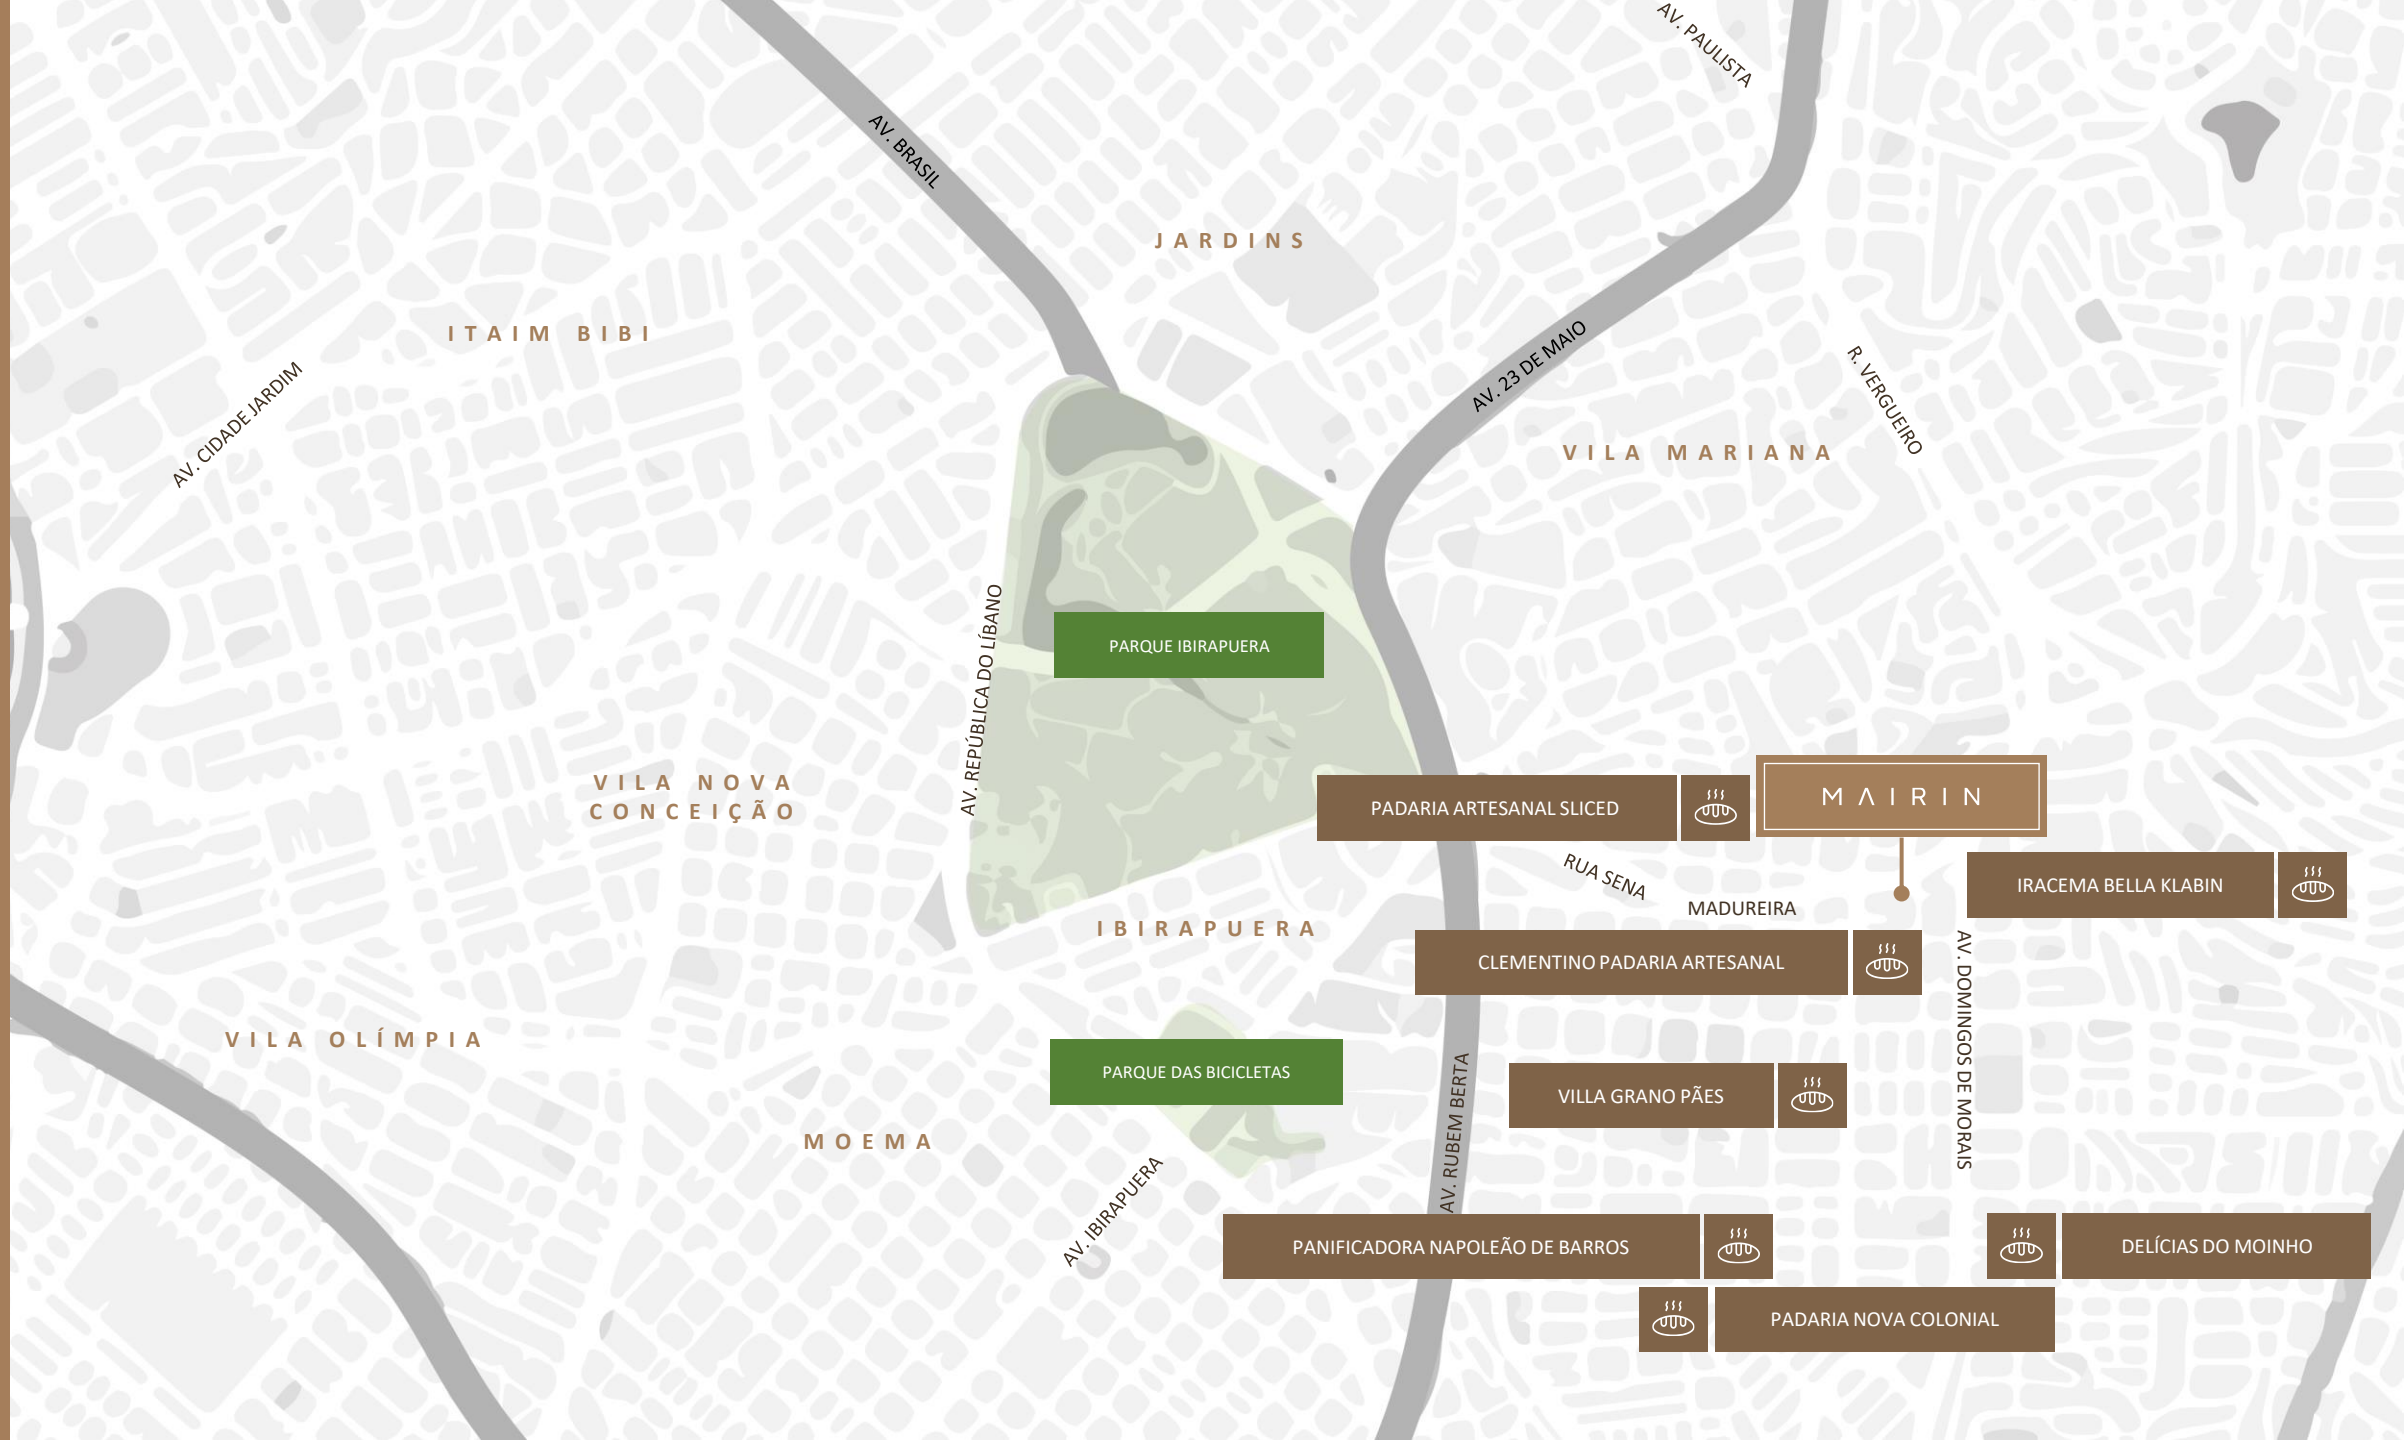 AV. PAULISTA
AV. BRASIL
JARDINS
ITAIM BIBI
AV. 23 DE MAIO
AV. CIDADE JARDIM
R. VERGUEIRO
VILA MARIANA
AV. REPÚBLICA DO LÍBANO
PARQUE IBIRAPUERA
VILA NOVA
CONCEIÇÃO
PADARIA ARTESANAL SLICED
MAIRIN
RUA SENA
MADUREIRA
IRACEMA BELLA KLABIN
IBIRAPUERA
CLEMENTINO PADARIA ARTESANAL
AV. DOMINGOS DE MORAIS
VILA OLÍMPIA
PARQUE DAS BICICLETAS
AV. RUBEM BERTA
VILLA GRANO PÃES
MOEMA
AV. IBIRAPUERA
PANIFICADORA NAPOLEÃO DE BARROS
DELÍCIAS DO MOINHO
PADARIA NOVA COLONIAL